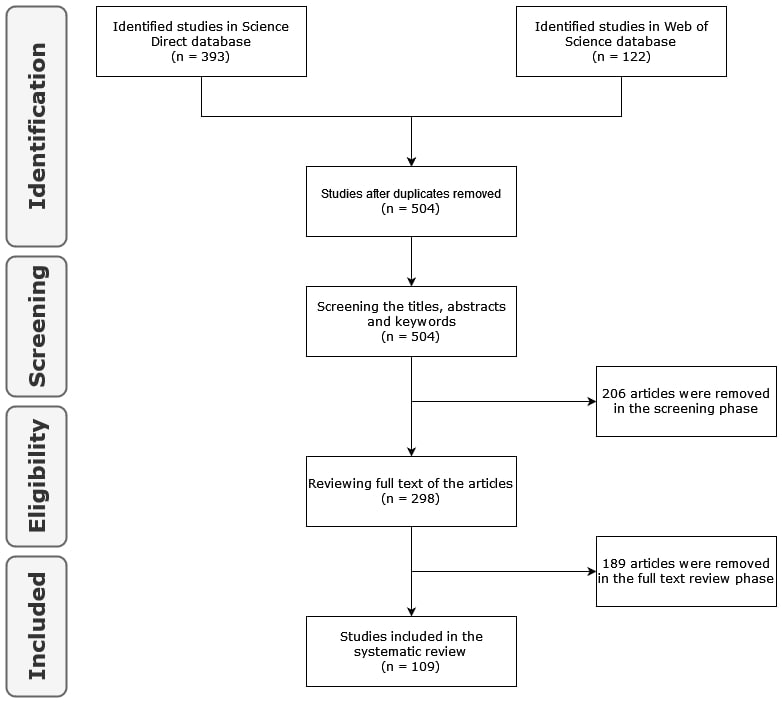 Identification
Identified studies in Science
Direct database
(n = 393)
Identified studies in Web of
Science database
(n = 122)
Studies after duplicates removed
(n = 504)
Screening
Screening the titles, abstracts
and keywords
(n = 504)
206 articles were removed
in the screening phase
Eligibility
Reviewing full text of the articles
(n = 298)
189 articles were removed
in the full text review phase
Included
Studies included in the
systematic review
(n = 109)